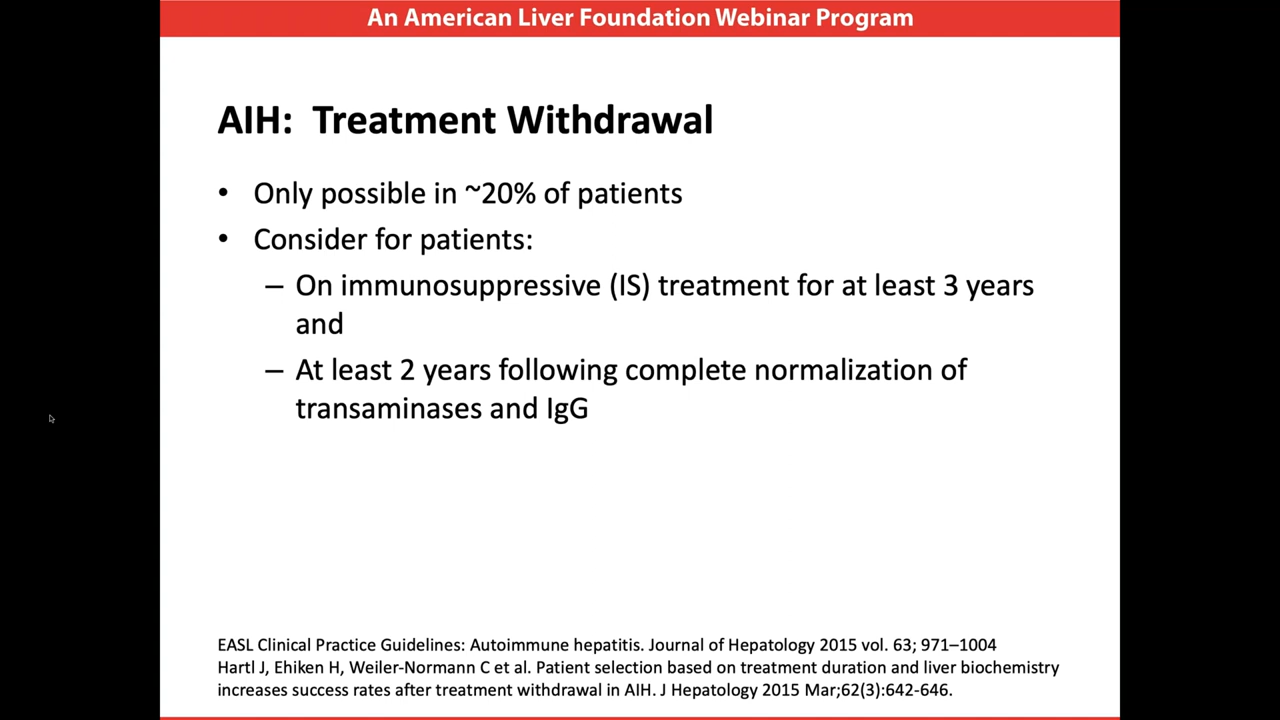 An American Liver Foundation Webinar Program
AIH:  Treatment Withdrawal
• Only possible in ~20% of patients
• Consider for patients:
– On immunosuppressive (IS) treatment for at least 3 years
and
– At least 2 years following complete normalization of
transaminases and IgG
EASL Clinical Practice Guidelines: Autoimmune hepatitis. Journal of Hepatology 2015 vol. 63; 971–1004
Hartl J, Ehiken H, Weiler-Normann C et al. Patient selection based on treatment duration and liver biochemistry
increases success rates after treatment withdrawal in AIH. J Hepatology 2015 Mar;62(3):642-646.